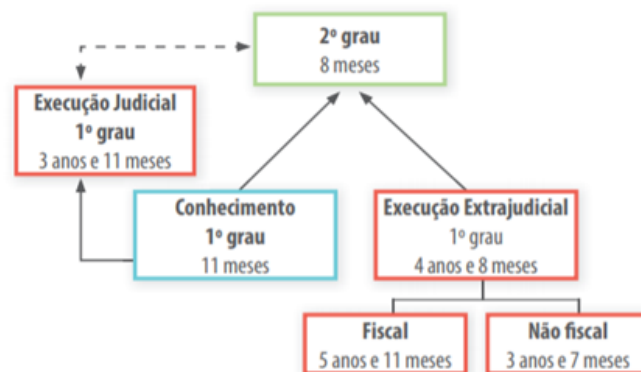 2º grau
8 meses
Execução Judicial
1º grau
3 anos e 11 meses
Conhecimento
1º grau
11 meses
Execução Extrajudicial
1º grau
4 anos e 8 meses
Fiscal
5 anos e 11 meses
Não fiscal
3 anos e 7 meses